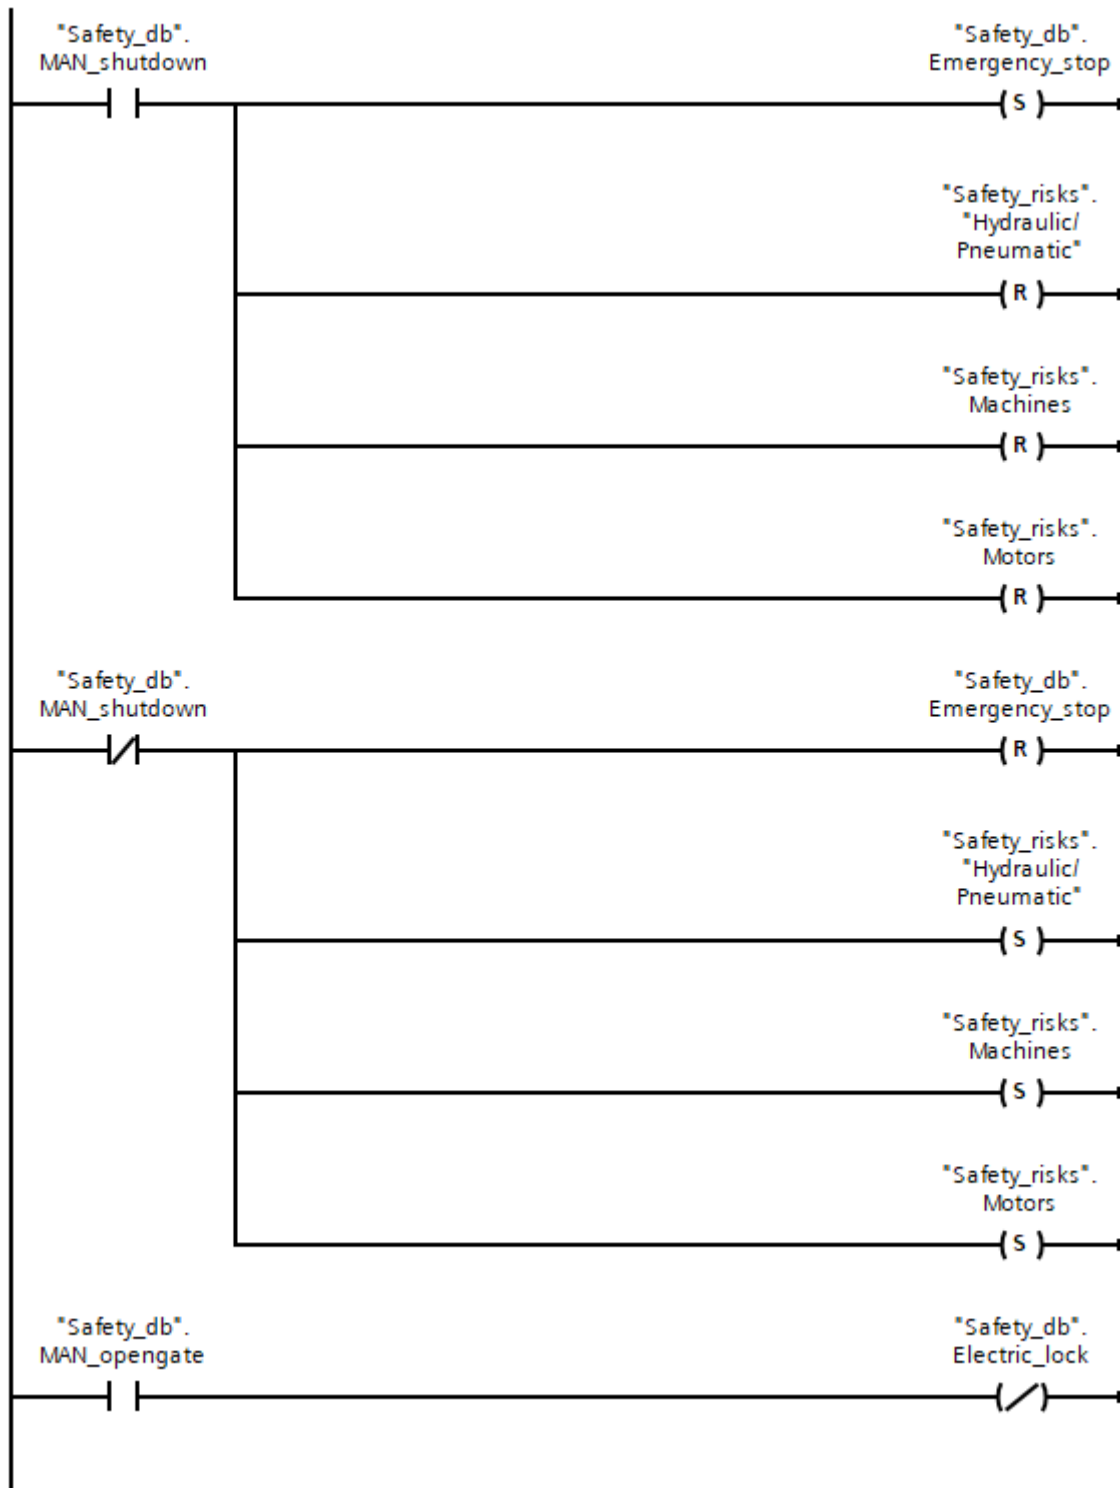 "Safety_db".
MAN_shutdown
"Safety_db".
Emergency_stop
S
"Safety_risks".
"Hydraulic/
Pneumatic"
R
"Safety_risks".
Machines
R
"Safety_risks".
Motors
R
"Safety_db".
MAN_shutdown
"Safety_db".
Emergency_stop
R
"Safety_risks".
"Hydraulic/
Pneumatic"
S
"Safety_risks".
Machines
S
"Safety_risks".
Motors
S
"Safety_db".
MAN_opengate
"Safety_db".
Electric_lock